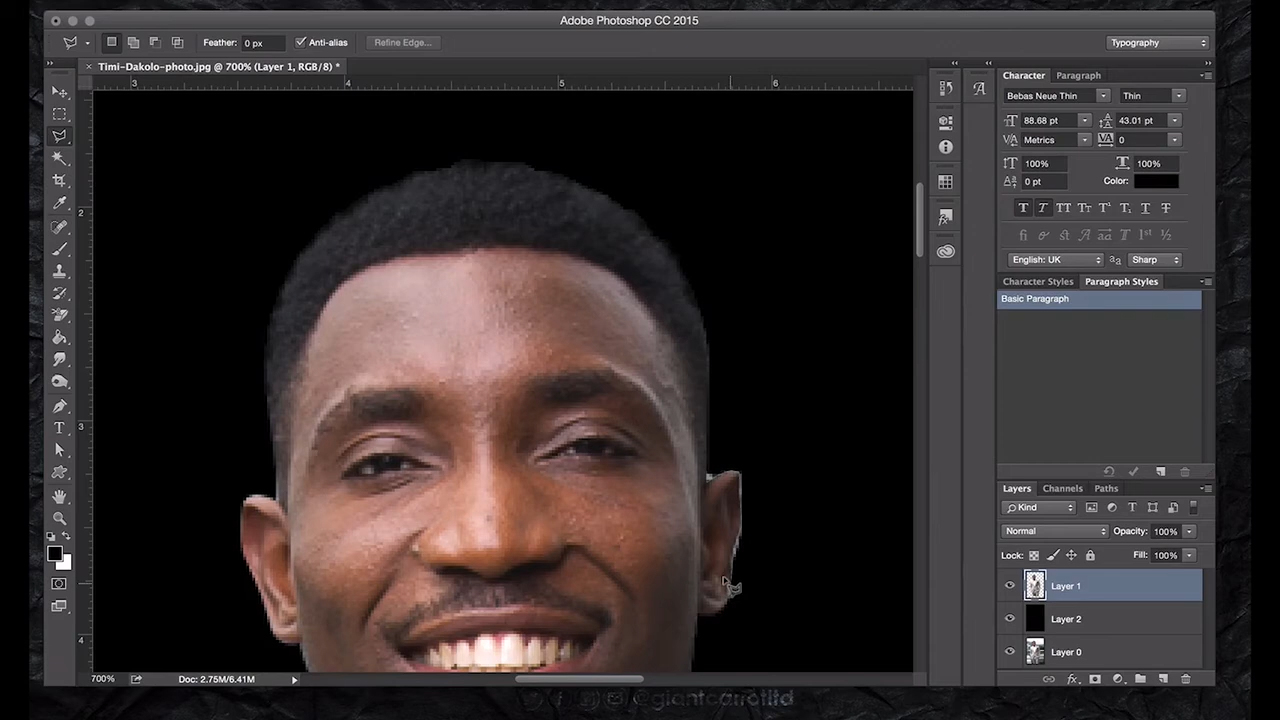 Adobe Photoshop CC 2015
Feather: 0 px Anti-alias Refine Edge... Typography
Timi-Dakolo-photo.jpg @ 700% (Layer 1, RGB/8) *
3 4 5 6
2
3
4
Character Paragraph
Bebas Neue Thin Thin
88.68 pt 43.01 pt
Metrics 0
100% 100%
0 pt Color:
English: UK Sharp
Character Styles Paragraph Styles
Basic Paragraph
Layers Channels Paths
Kind
Normal Opacity: 100%
Lock: Fill: 100%
Layer 1
Layer 2
Layer 0
700% Doc: 2.75M/6.41M
@giantcarrotltd